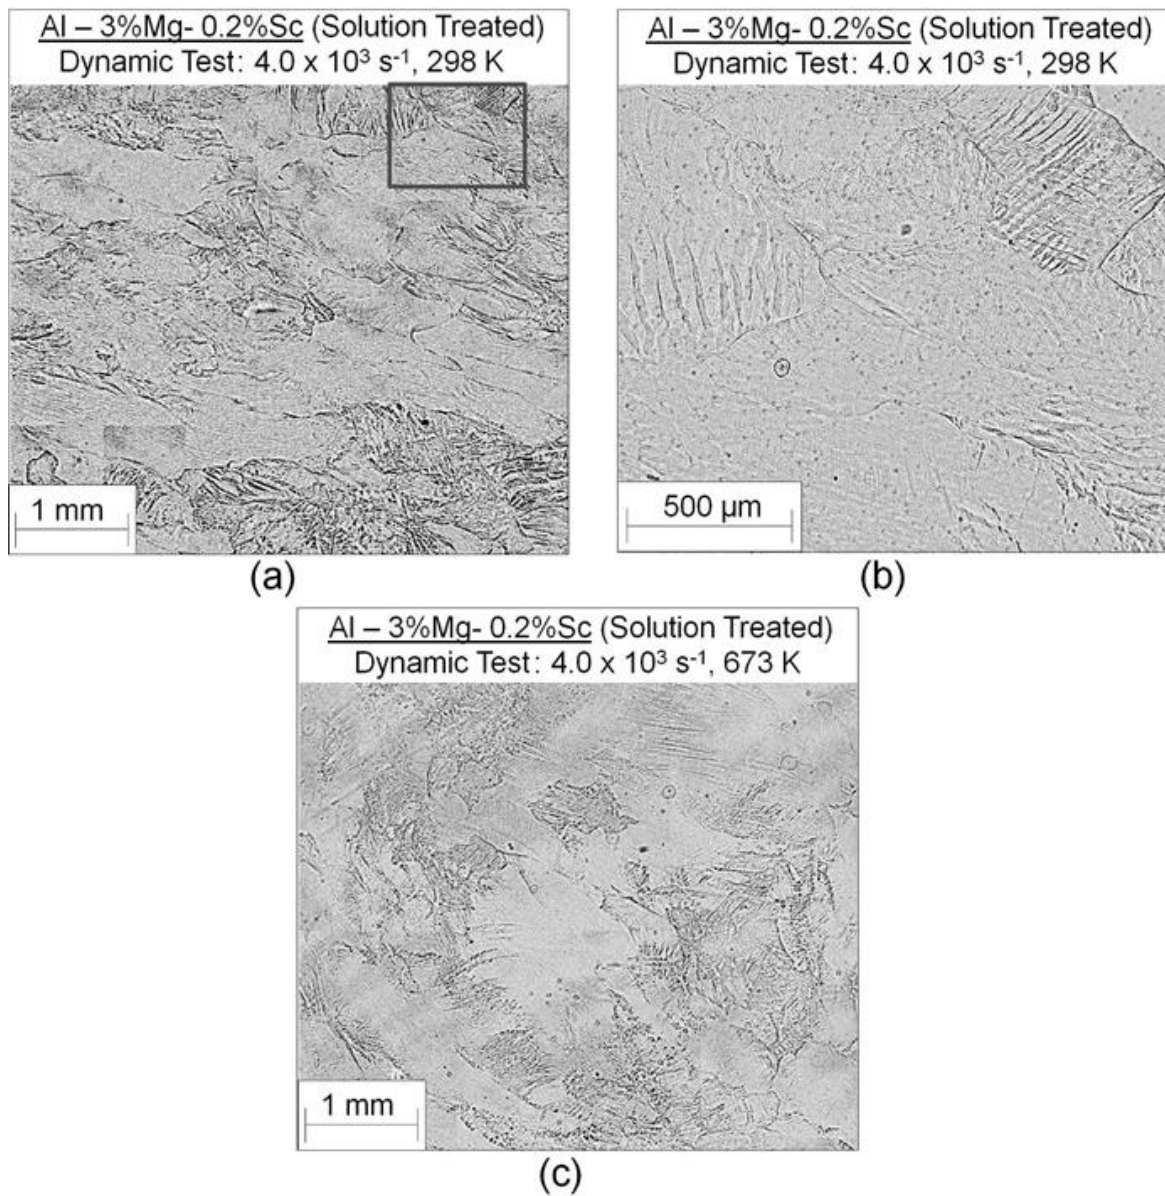 Al – 3%Mg- 0.2%Sc (Solution Treated)
Dynamic Test: 4.0 x 10³ s⁻¹, 298 K
1 mm
(a)
Al – 3%Mg- 0.2%Sc (Solution Treated)
Dynamic Test: 4.0 x 10³ s⁻¹, 298 K
500 µm
(b)
Al – 3%Mg- 0.2%Sc (Solution Treated)
Dynamic Test: 4.0 x 10³ s⁻¹, 673 K
1 mm
(c)